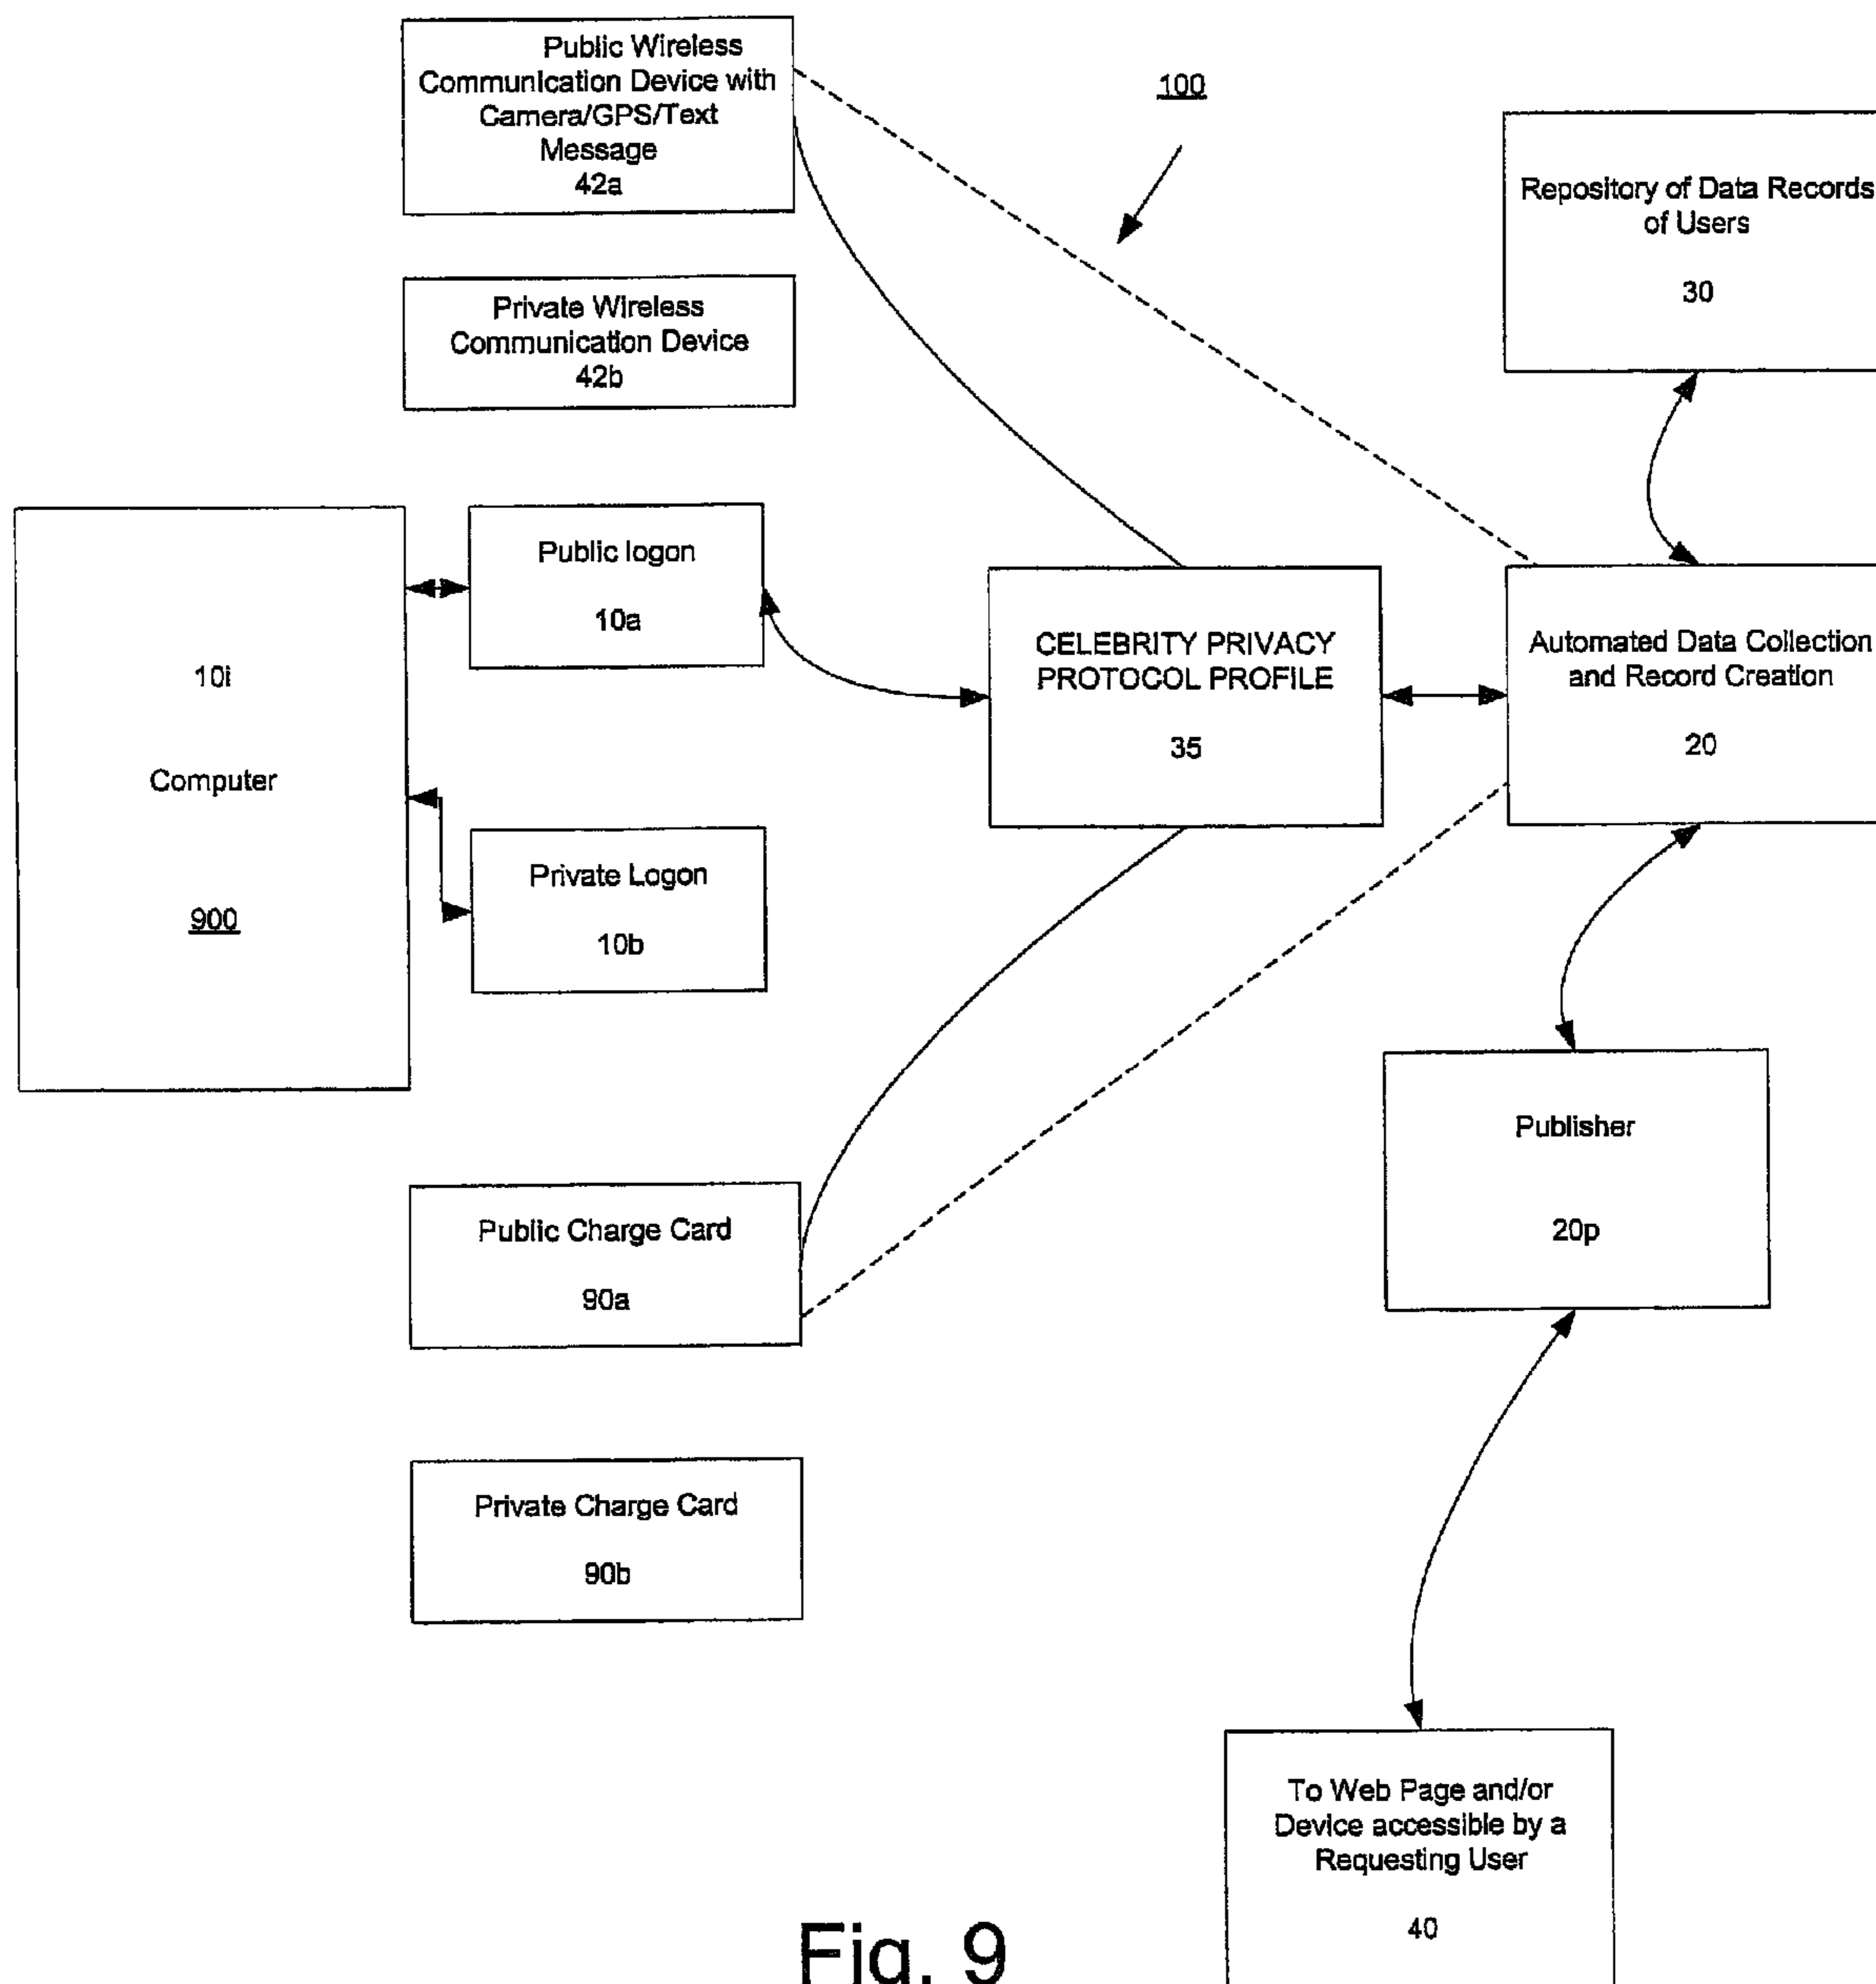 Public Wireless
Communication Device with
Camera/GPS/Text
Message
42a
100
Repository of Data Records
of Users
30
Private Wireless
Communication Device
42b
10i
Computer
900
Public logon
10a
CELEBRITY PRIVACY
PROTOCOL PROFILE
35
Automated Data Collection
and Record Creation
20
Private Logon
10b
Publisher
20p
Public Charge Card
90a
Private Charge Card
90b
To Web Page and/or
Device accessible by a
Requesting User
40
Fig. 9